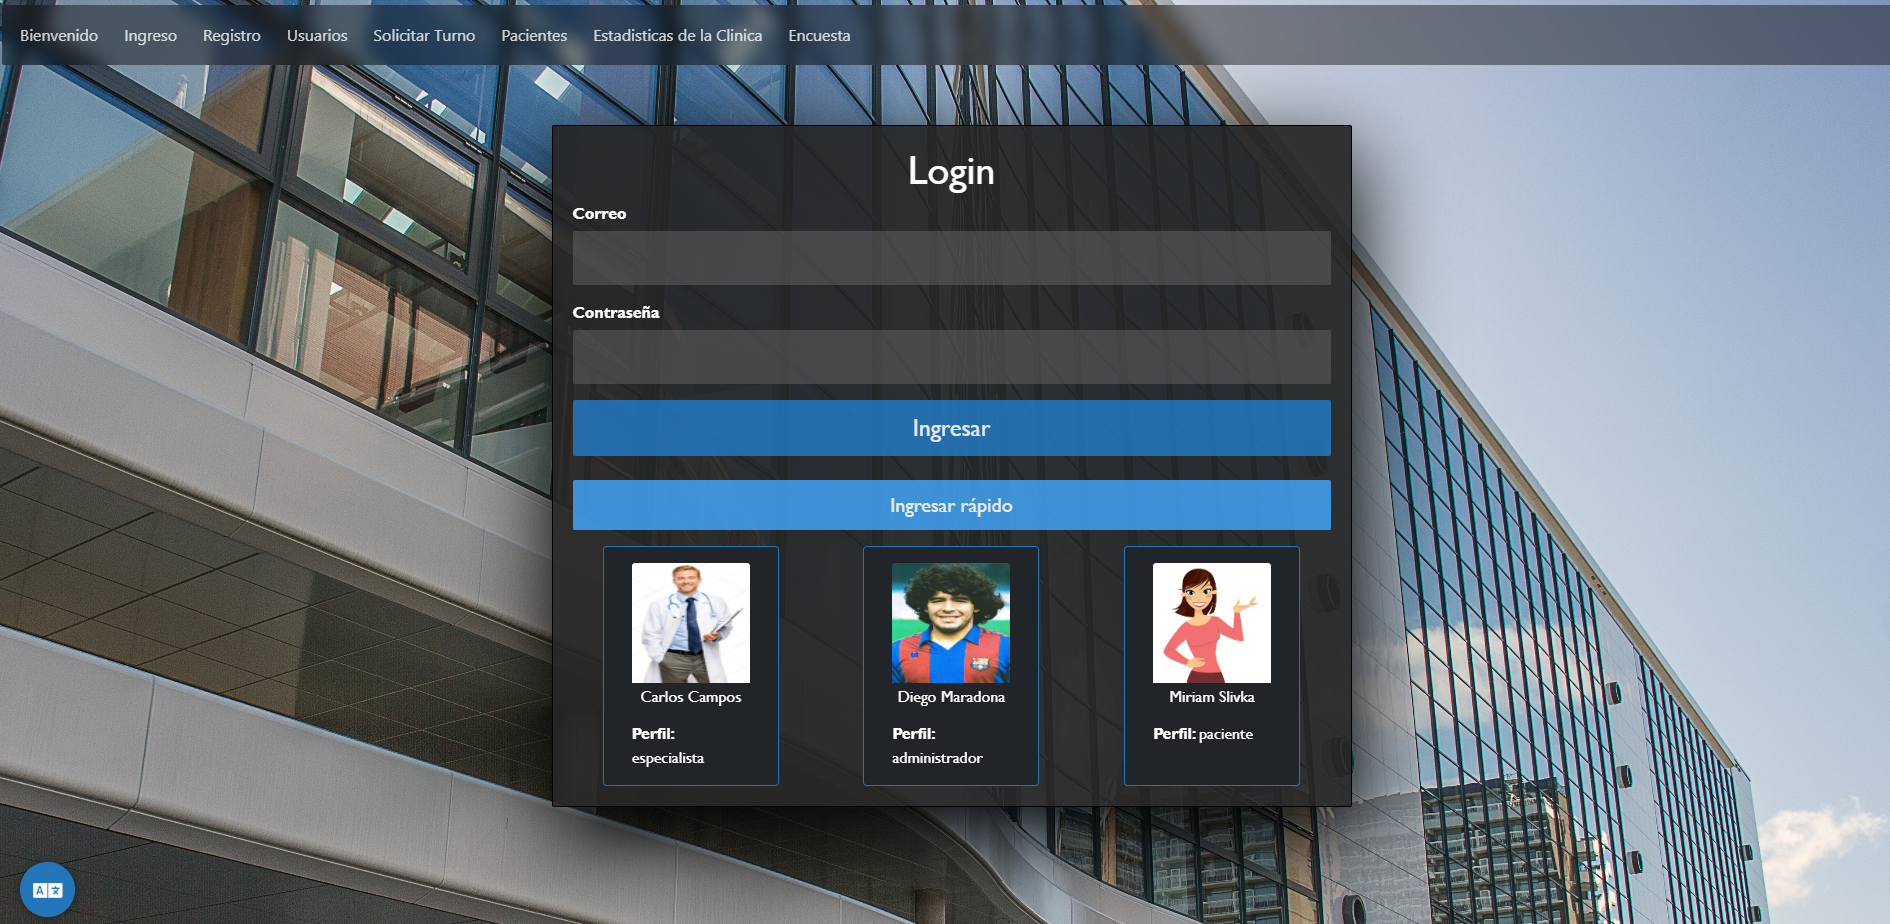 Bienvenido Ingreso Registro Usuarios Solicitar Turno Pacientes Estadisticas de la Clinica Encuesta
Login
Correo
Contraseña
Ingresar
Ingresar rápido
Carlos Campos
Perfil:
especialista
Diego Maradona
Perfil:
administrador
Miriam Slivka
Perfil: paciente
A